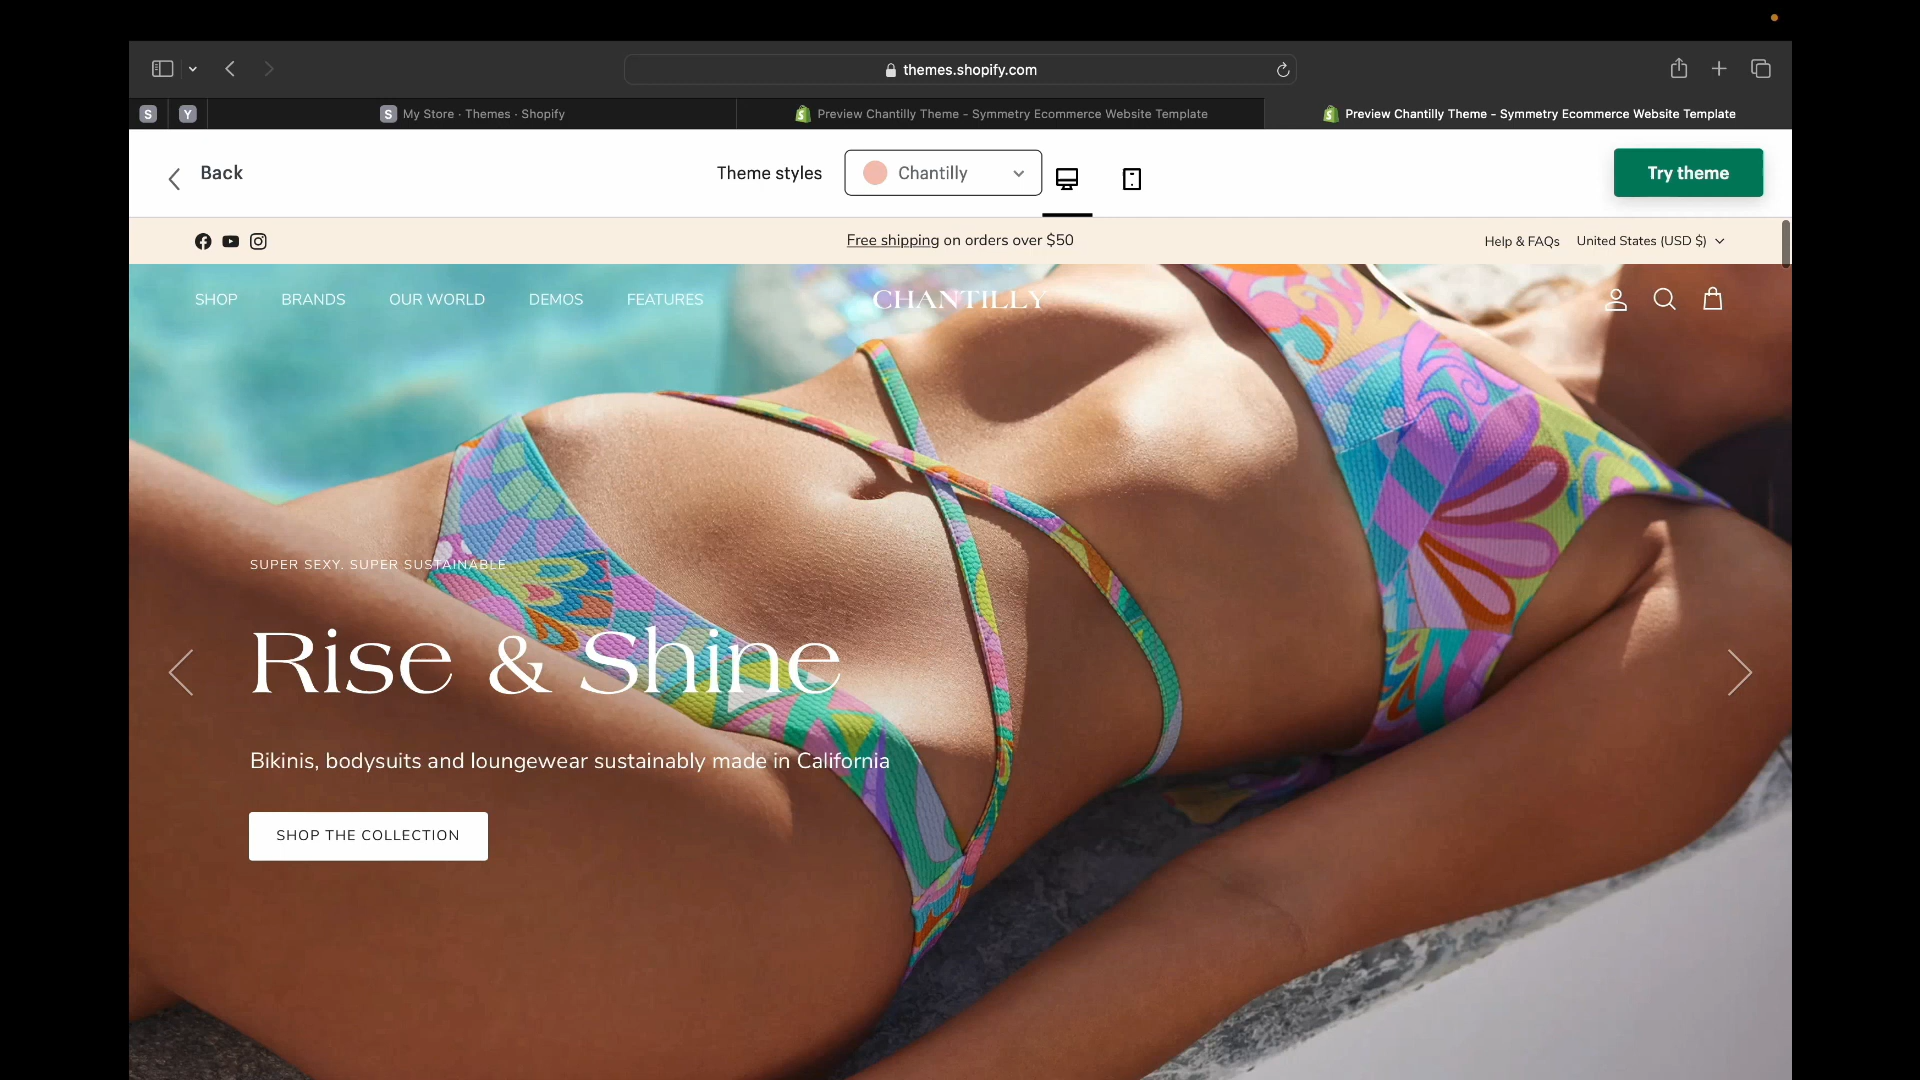 themes.shopify.com
S
Y
S My Store · Themes · Shopify
Preview Chantilly Theme - Symmetry Ecommerce Website Template
Preview Chantilly Theme - Symmetry Ecommerce Website Template
Back
Theme styles
Chantilly
Try theme
Free shipping on orders over $50
Help & FAQs
United States (USD $)
SHOP
BRANDS
OUR WORLD
DEMOS
FEATURES
CHANTILLY
SUPER SEXY. SUPER SUSTAINABLE
Rise & Shine
Bikinis, bodysuits and loungewear sustainably made in California
SHOP THE COLLECTION